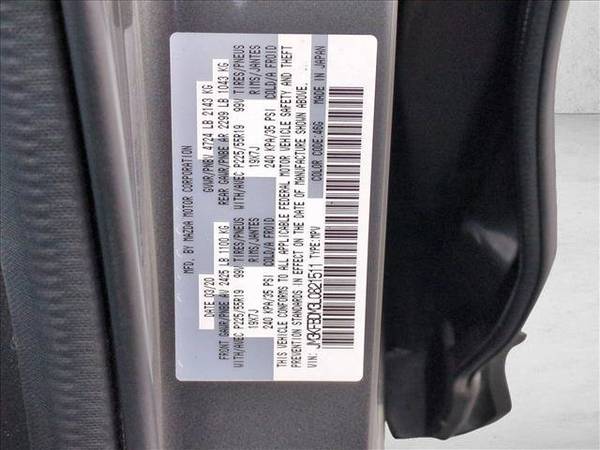 MFD. BY MAZDA MOTOR CORPORATION
DATE 03/20 GVWR/PNBV 4724 LB 2143 KG
FRONT GAWR/PNBE AV 2425 LB 1100 KG REAR GAWR/PNBE AR 2299 LB 1043 KG
WITH/AVEC P225/55R19 99V TIRES/PNEUS WITH/AVEC P225/55R19 99V TIRES/PNEUS
19X7J RIMS/JANTES 19X7J RIMS/JANTES
240 KPA/35 PSI COLD/A FROID 240 KPA/35 PSI COLD/A FROID
THIS VEHICLE CONFORMS TO ALL APPLICABLE FEDERAL MOTOR VEHICLE SAFETY AND THEFT
PREVENTION STANDARDS IN EFFECT ON THE DATE OF MANUFACTURE SHOWN ABOVE.
VIN: JM3KFBDM3L0821511 TYPE:MPV COLOR CODE:46G MADE IN JAPAN